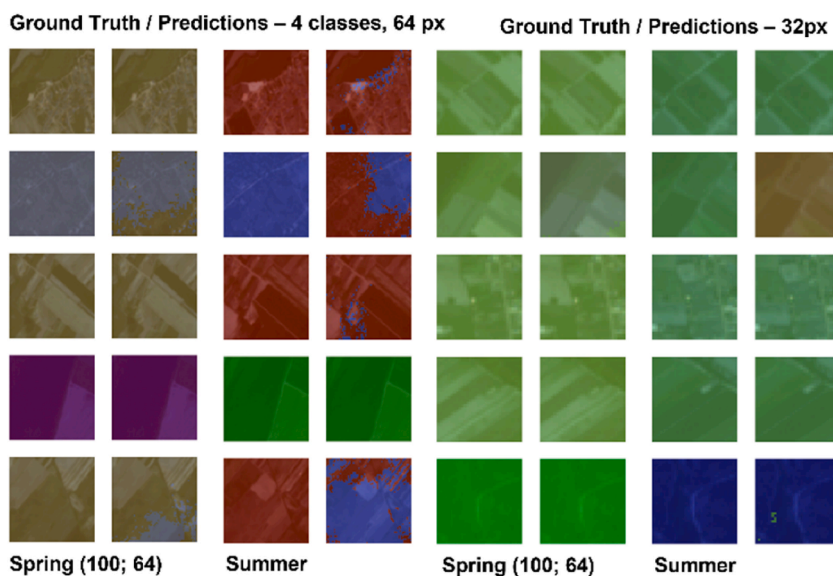 Ground Truth / Predictions – 4 classes, 64 px
Ground Truth / Predictions – 32px
Spring (100; 64)
Summer
Spring (100; 64)
Summer